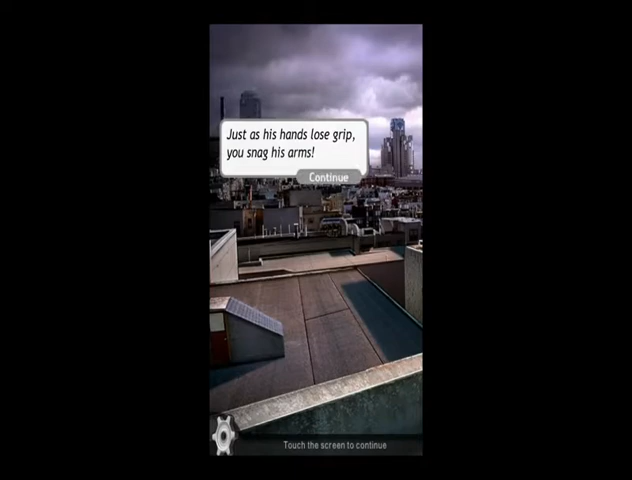 Just as his hands lose grip,
you snag his arms!
Continue
Touch the screen to continue